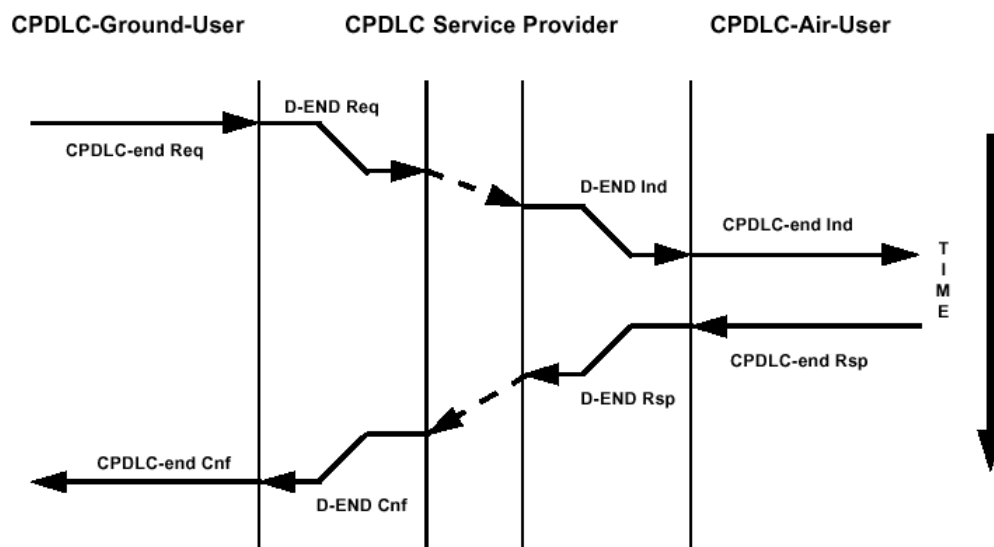 CPDLC-Ground-User
CPDLC Service Provider
CPDLC-Air-User
D-END Req
CPDLC-end Req
D-END Ind
CPDLC-end Ind
T
I
M
E
CPDLC-end Rsp
D-END Rsp
CPDLC-end Cnf
D-END Cnf